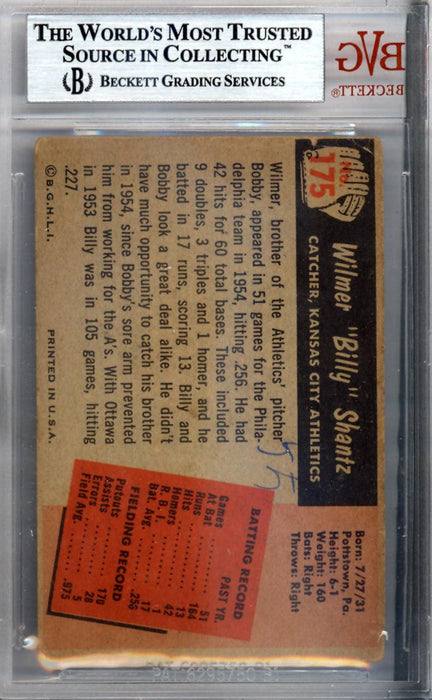 THE WORLD'S MOST TRUSTED
SOURCE IN COLLECTING™
B BECKETT GRADING SERVICES
BVG
BECKETT®
NO.
175
Wilmer "Billy" Shantz
CATCHER, KANSAS CITY ATHLETICS
Born: 7/27/31
Pottstown, Pa.
Height: 6-1
Weight: 160
Bats: Right
Throws: Right
Wilmer, brother of the Athletics' pitcher
Bobby, appeared in 51 games for the Phila-
delphia team in 1954, hitting .256. He had
42 hits for 60 total bases. These included
9 doubles, 3 triples and 1 homer, and he
batted in 17 runs, scoring 13. Billy and
Bobby look a great deal alike. He didn't
have much opportunity to catch his brother
in 1954, since Bobby's sore arm prevented
him from working for the A's. With Ottawa
in 1953 Billy was in 105 games, hitting
.227.
BATTING RECORD
PAST YR.
Games 51
At Bat 164
Runs 13
Hits 42
Homers 1
R. B. I. 17
Bat. Avg. .256
FIELDING RECORD
Putouts 170
Assists 28
Errors 5
Field Avg. .975
©B.G.H.L.I.
PRINTED IN U.S.A.